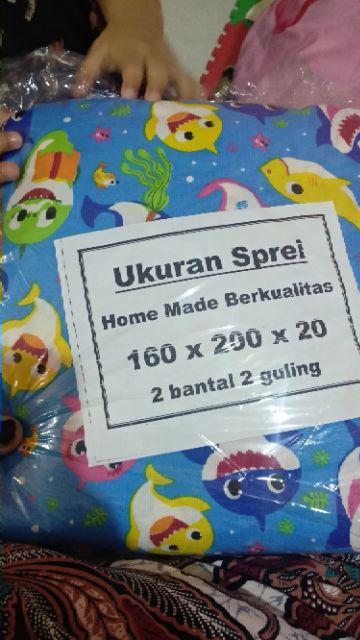 Ukuran Sprei
Home Made Berkualitas
160 x 200 x 20
2 bantal 2 guling